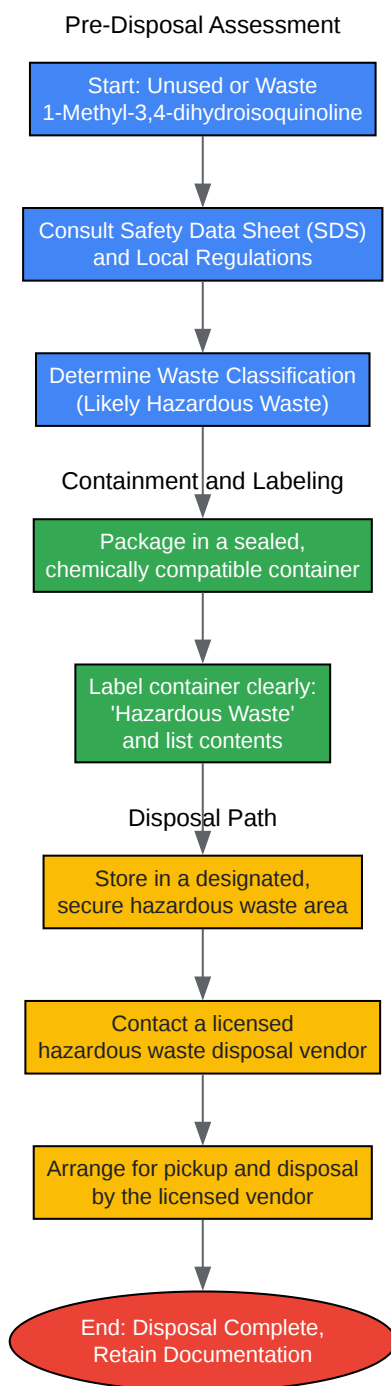 Pre-Disposal Assessment
Start: Unused or Waste
1-Methyl-3,4-dihydroisoquinoline
Consult Safety Data Sheet (SDS)
and Local Regulations
Determine Waste Classification
(Likely Hazardous Waste)
Containment and Labeling
Package in a sealed,
chemically compatible container
Label container clearly:
'Hazardous Waste'
and list contents
Disposal Path
Store in a designated,
secure hazardous waste area
Contact a licensed
hazardous waste disposal vendor
Arrange for pickup and disposal
by the licensed vendor
End: Disposal Complete,
Retain Documentation